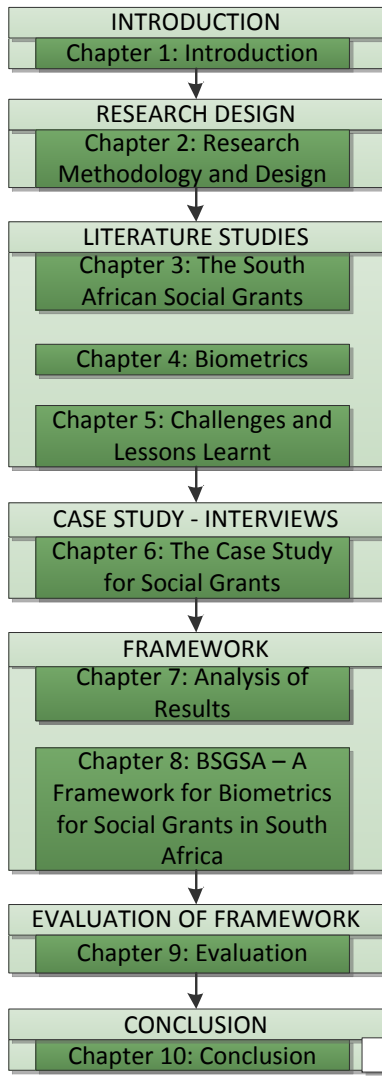 INTRODUCTION
Chapter 1: Introduction
RESEARCH DESIGN
Chapter 2: Research
Methodology and Design
LITERATURE STUDIES
Chapter 3: The South
African Social Grants
Chapter 4: Biometrics
Chapter 5: Challenges and
Lessons Learnt
CASE STUDY - INTERVIEWS
Chapter 6: The Case Study
for Social Grants
FRAMEWORK
Chapter 7: Analysis of
Results
Chapter 8: BSGSA – A
Framework for Biometrics
for Social Grants in South
Africa
EVALUATION OF FRAMEWORK
Chapter 9: Evaluation
CONCLUSION
Chapter 10: Conclusion